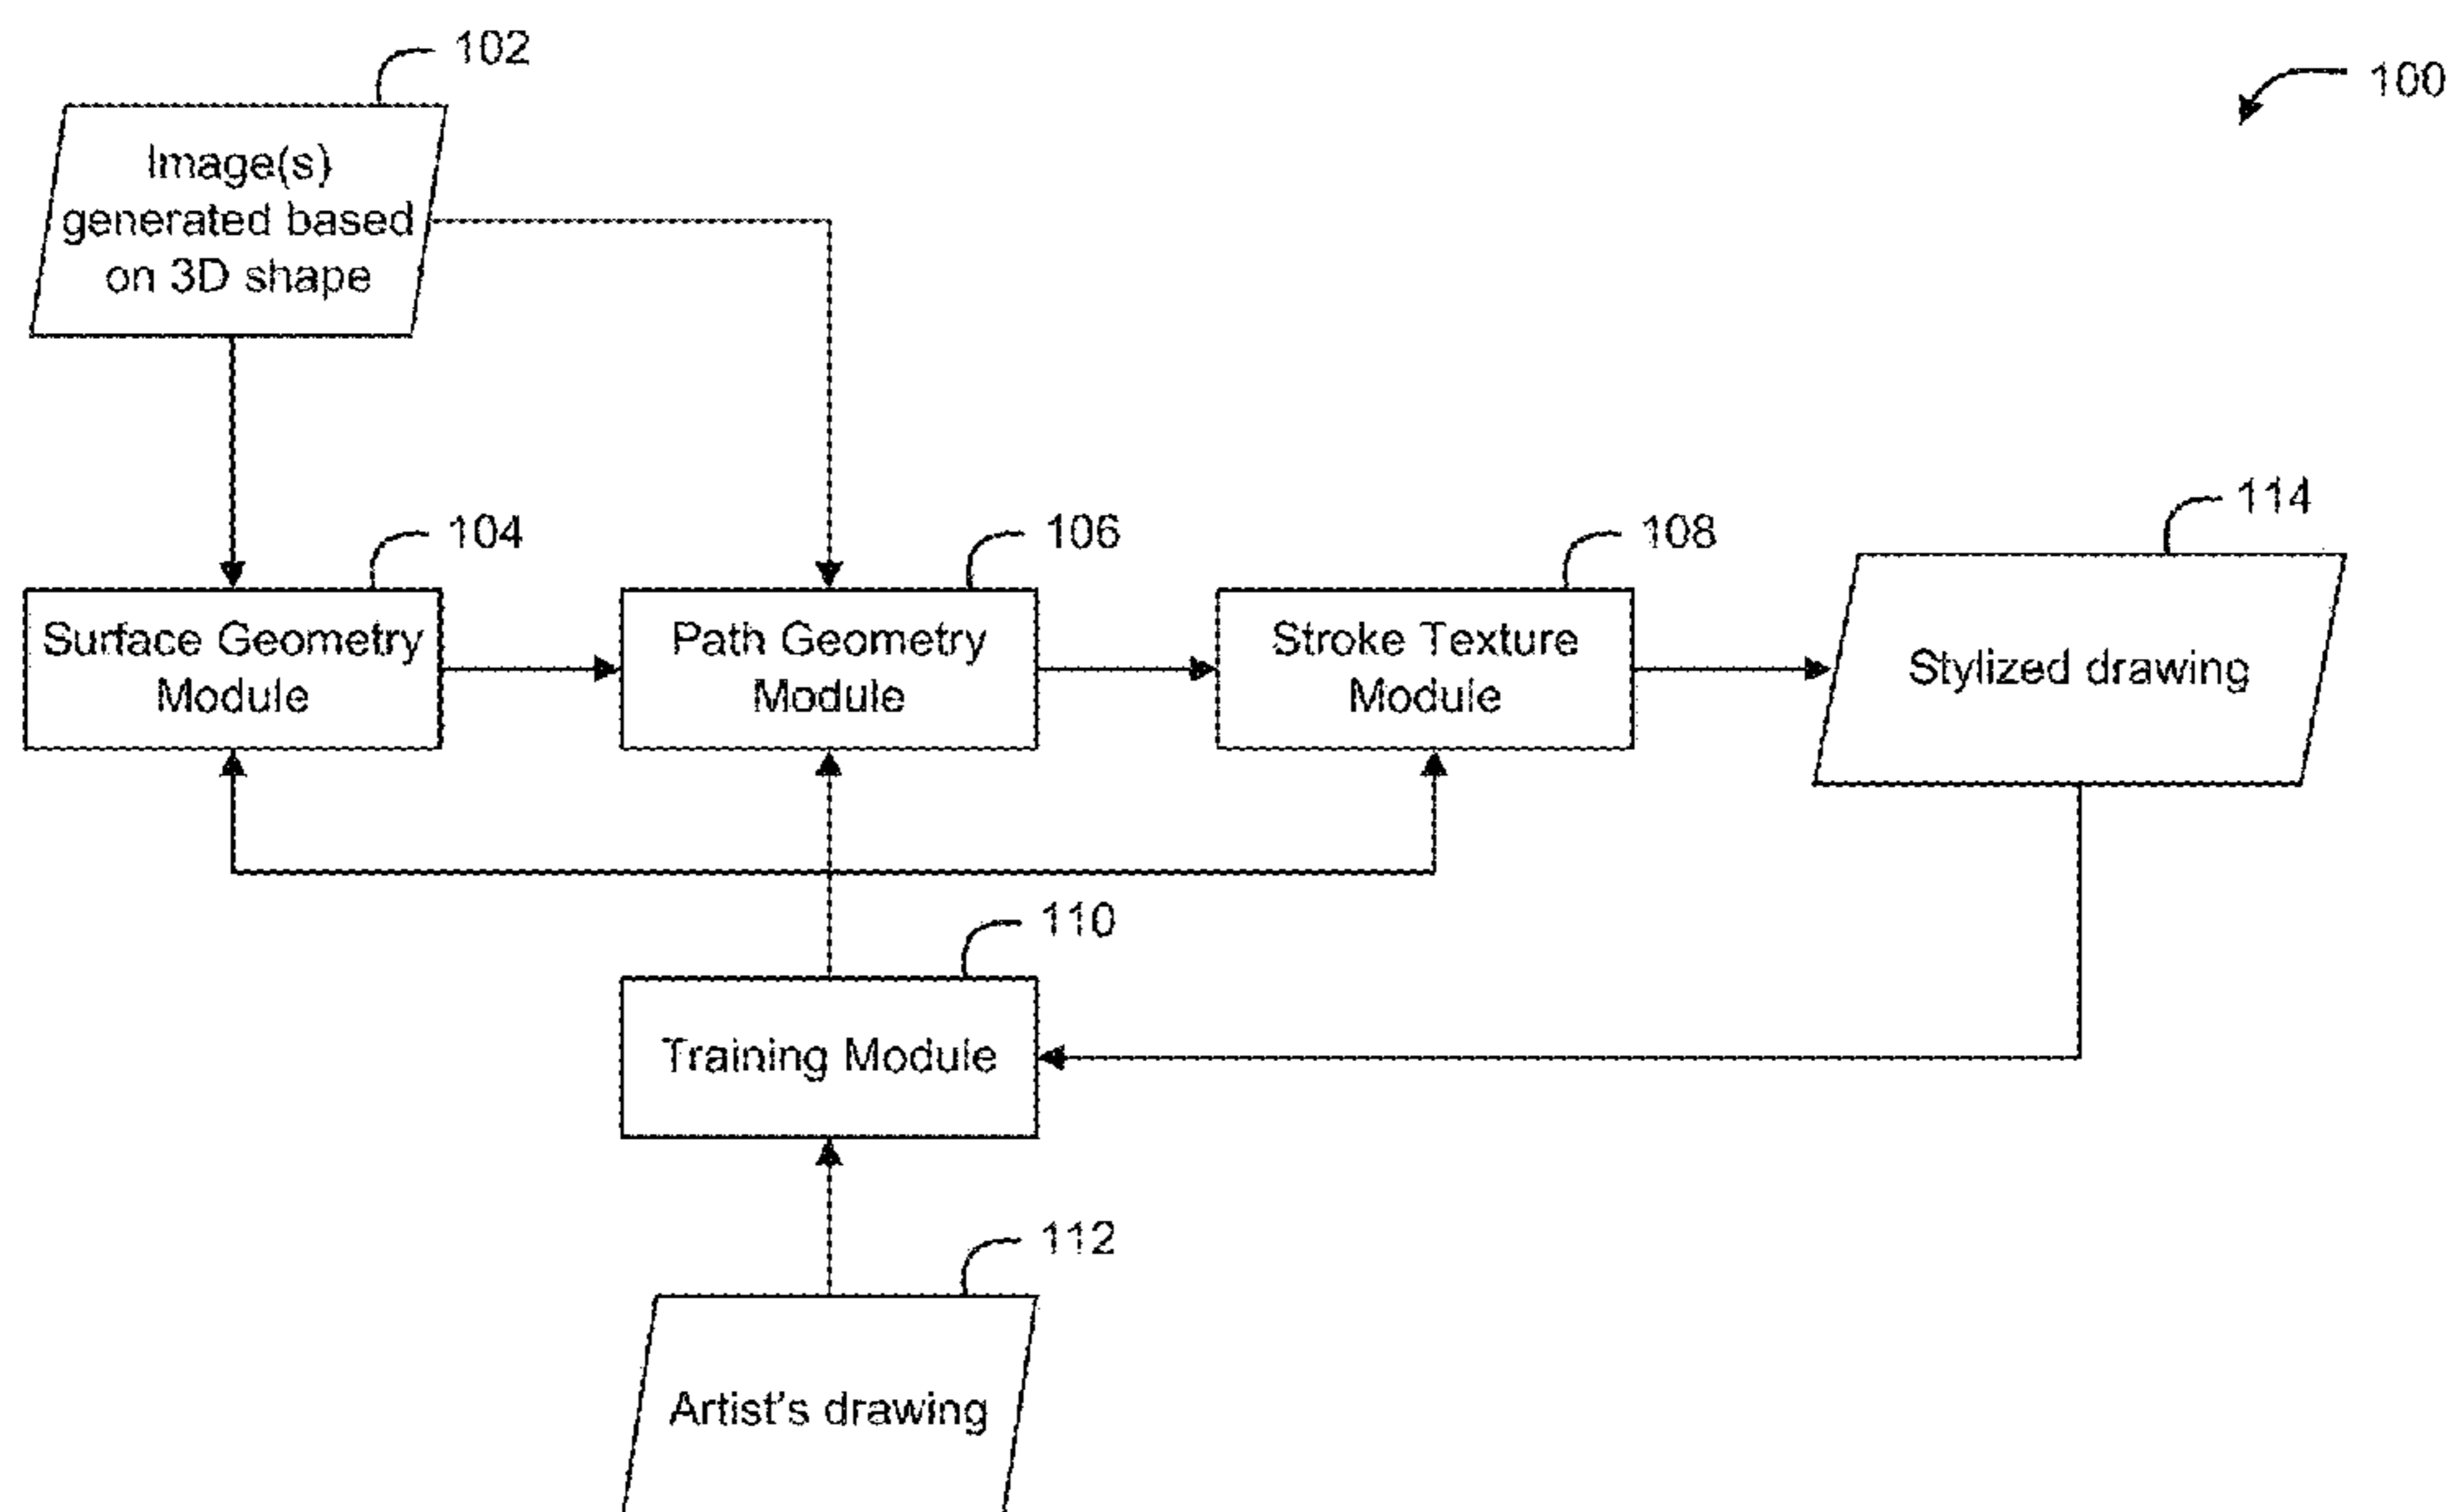 102
100
Image(s)
generated based
on 3D shape
104
106
108
114
Surface Geometry
Module
Path Geometry
Module
Stroke Texture
Module
Stylized drawing
110
Training Module
112
Artist's drawing